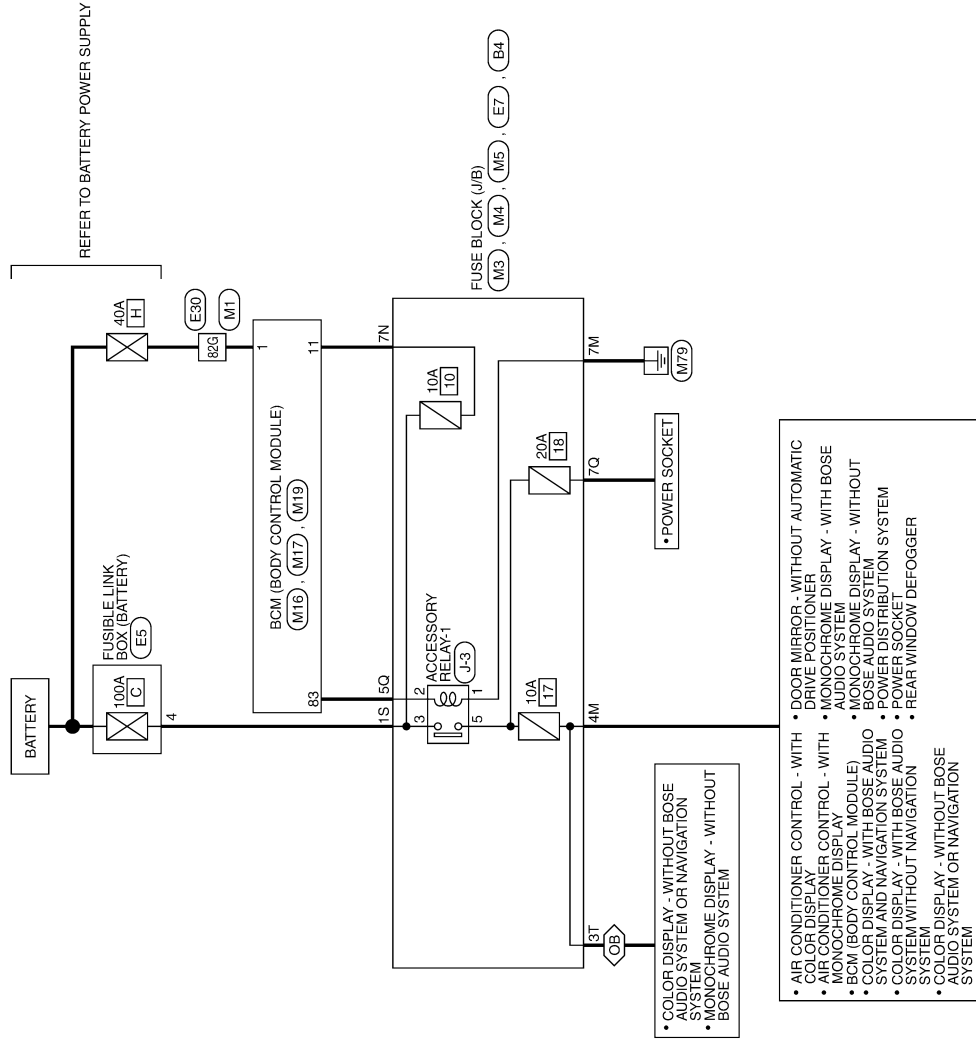 REFER TO BATTERY POWER SUPPLY
BATTERY
FUSIBLE LINK
BOX (BATTERY)
E5
100A
C
4
40A
H
E30
82G
M1
BCM (BODY CONTROL MODULE)
M16 , M17 , M19
1
11
83
FUSE BLOCK (J/B)
M3 , M4 , M5 , E7 , B4
1S
5Q
7N
ACCESSORY
RELAY-1
J-3
3
2
5
1
10A
10
10A
17
20A
18
3T
4M
7Q
7M
OB
M79
• POWER SOCKET
• COLOR DISPLAY - WITHOUT BOSE
AUDIO SYSTEM OR NAVIGATION
SYSTEM
• MONOCHROME DISPLAY - WITHOUT
BOSE AUDIO SYSTEM
• AIR CONDITIONER CONTROL - WITH
COLOR DISPLAY
• AIR CONDITIONER CONTROL - WITH
MONOCHROME DISPLAY
• BCM (BODY CONTROL MODULE)
• COLOR DISPLAY - WITH BOSE AUDIO
SYSTEM AND NAVIGATION SYSTEM
• COLOR DISPLAY - WITH BOSE AUDIO
SYSTEM WITHOUT NAVIGATION
SYSTEM
• COLOR DISPLAY - WITHOUT BOSE
AUDIO SYSTEM OR NAVIGATION
SYSTEM
• DOOR MIRROR - WITHOUT AUTOMATIC
DRIVE POSITIONER
• MONOCHROME DISPLAY - WITH BOSE
AUDIO SYSTEM
• MONOCHROME DISPLAY - WITHOUT
BOSE AUDIO SYSTEM
• POWER DISTRIBUTION SYSTEM
• POWER SOCKET
• REAR WINDOW DEFOGGER